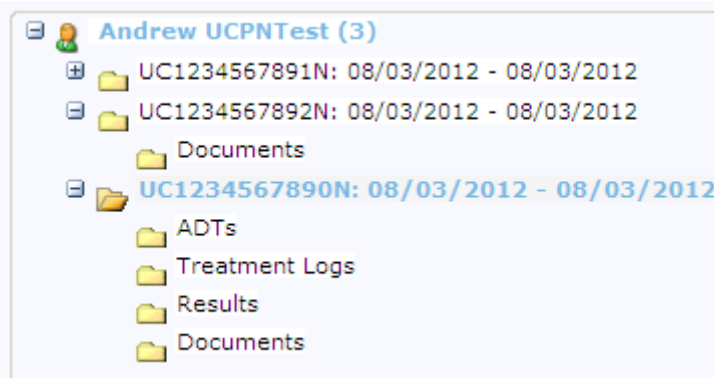 Andrew UCPNTest (3)
UC1234567891N: 08/03/2012 - 08/03/2012
UC1234567892N: 08/03/2012 - 08/03/2012
Documents
UC1234567890N: 08/03/2012 - 08/03/2012
ADTs
Treatment Logs
Results
Documents